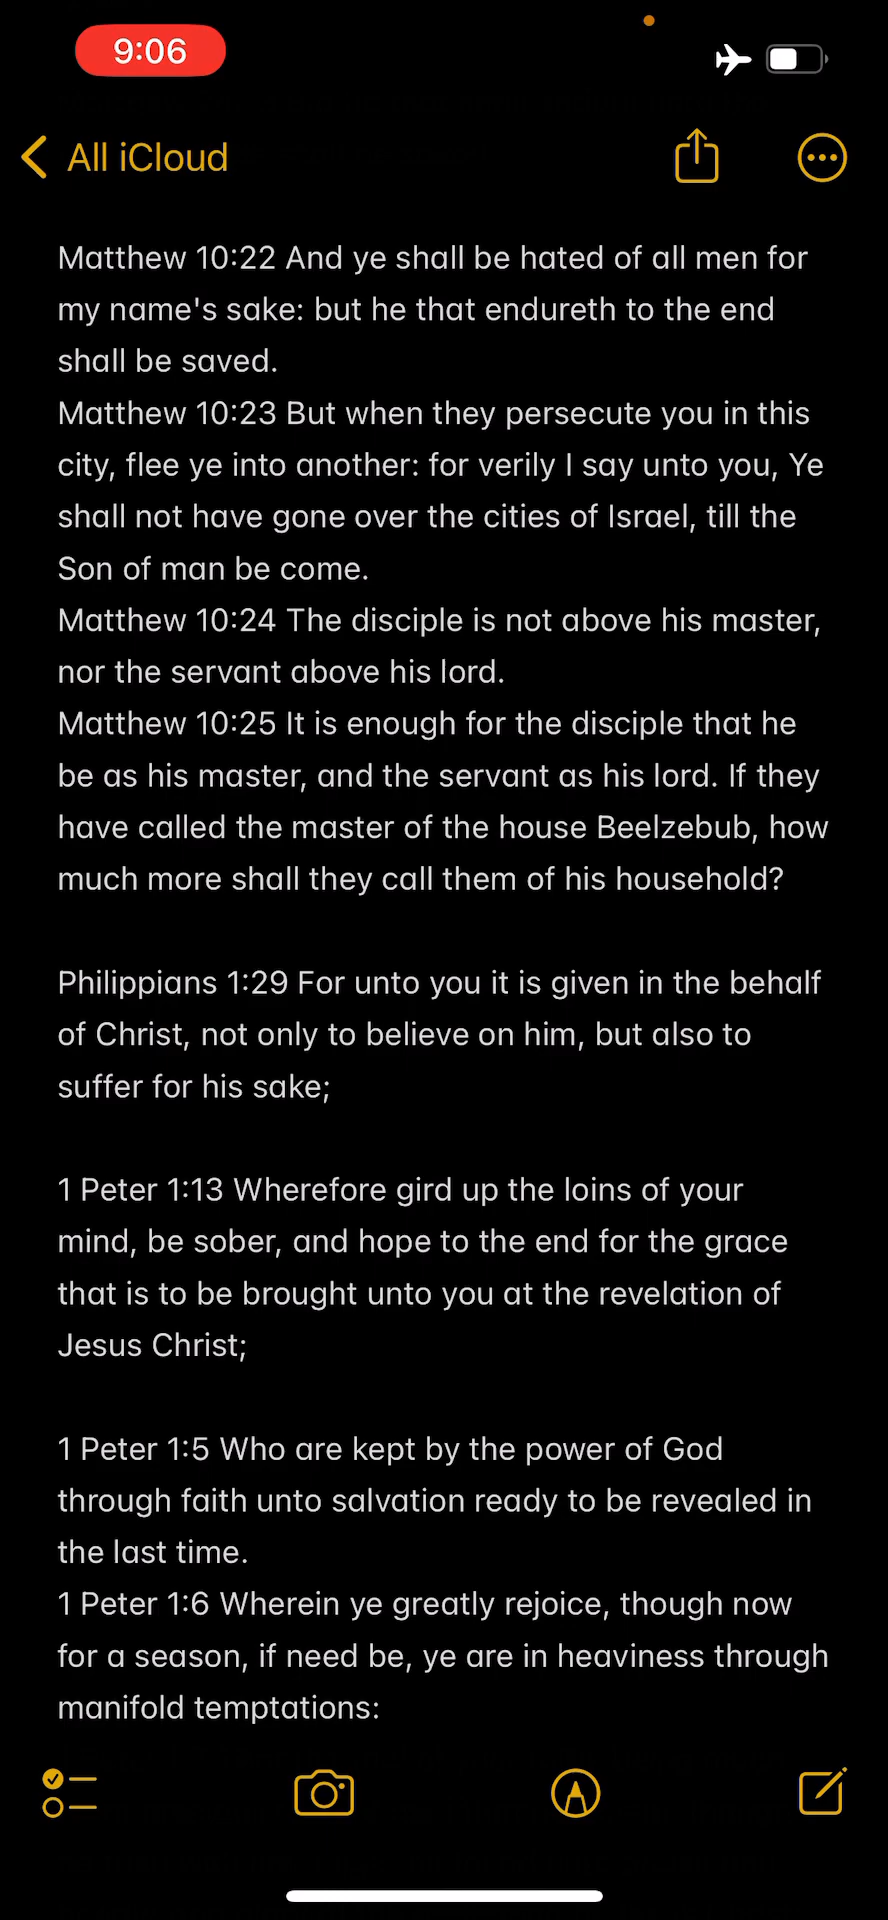 9:06
All iCloud
Matthew 10:22 And ye shall be hated of all men for
my name's sake: but he that endureth to the end
shall be saved.
Matthew 10:23 But when they persecute you in this
city, flee ye into another: for verily I say unto you, Ye
shall not have gone over the cities of Israel, till the
Son of man be come.
Matthew 10:24 The disciple is not above his master,
nor the servant above his lord.
Matthew 10:25 It is enough for the disciple that he
be as his master, and the servant as his lord. If they
have called the master of the house Beelzebub, how
much more shall they call them of his household?
Philippians 1:29 For unto you it is given in the behalf
of Christ, not only to believe on him, but also to
suffer for his sake;
1 Peter 1:13 Wherefore gird up the loins of your
mind, be sober, and hope to the end for the grace
that is to be brought unto you at the revelation of
Jesus Christ;
1 Peter 1:5 Who are kept by the power of God
through faith unto salvation ready to be revealed in
the last time.
1 Peter 1:6 Wherein ye greatly rejoice, though now
for a season, if need be, ye are in heaviness through
manifold temptations: